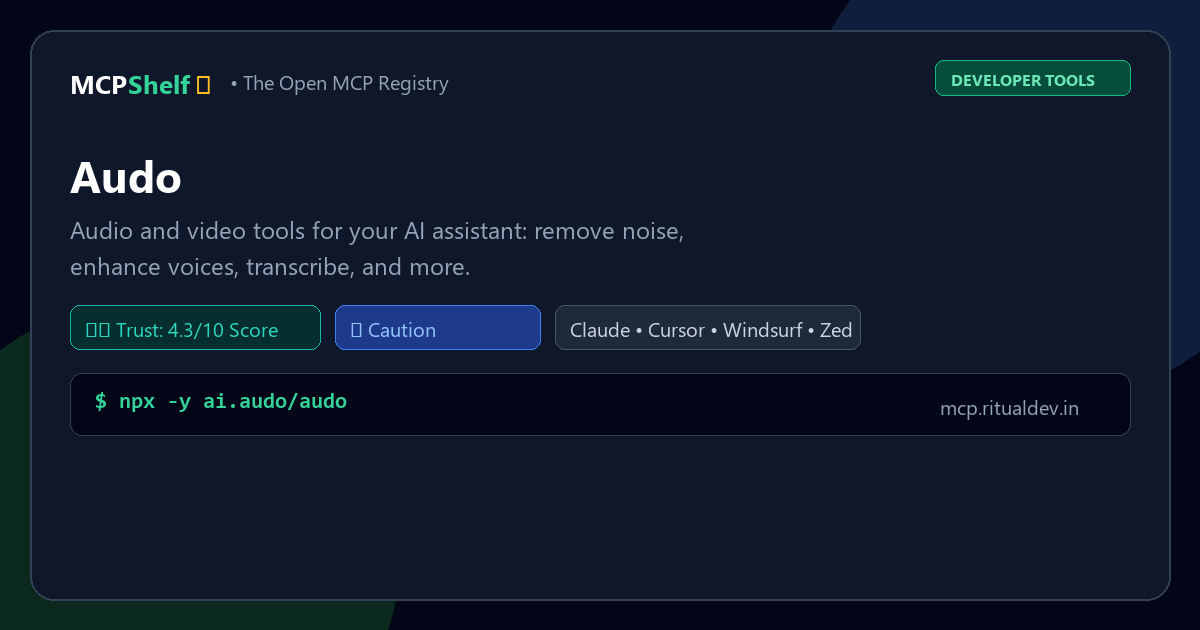 MCPShelf • The Open MCP Registry
DEVELOPER TOOLS
Audo
Audio and video tools for your AI assistant: remove noise,
enhance voices, transcribe, and more.
Trust: 4.3/10 Score
Caution
Claude • Cursor • Windsurf • Zed
$ npx -y ai.audo/audo
mcp.ritualdev.in